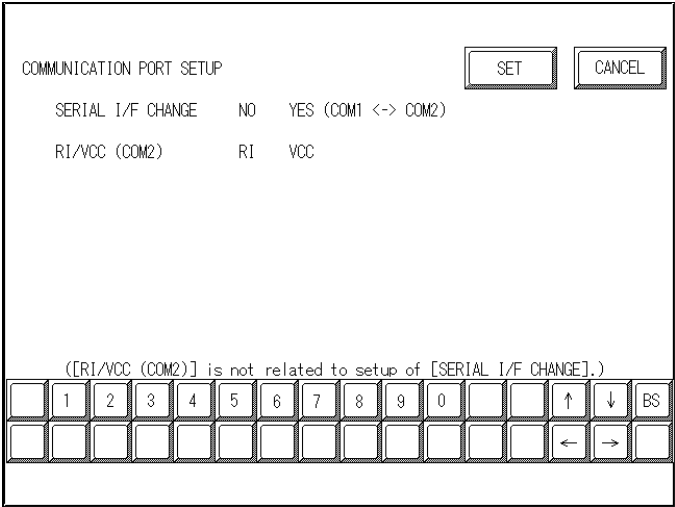 COMMUNICATION PORT SETUP SET CANCEL
SERIAL I/F CHANGE NO YES (COM1 <-> COM2)
RI/VCC (COM2) RI VCC
([RI/VCC (COM2)] is not related to setup of [SERIAL I/F CHANGE].)
1 2 3 4 5 6 7 8 9 0 ↑ ↓ BS
← →